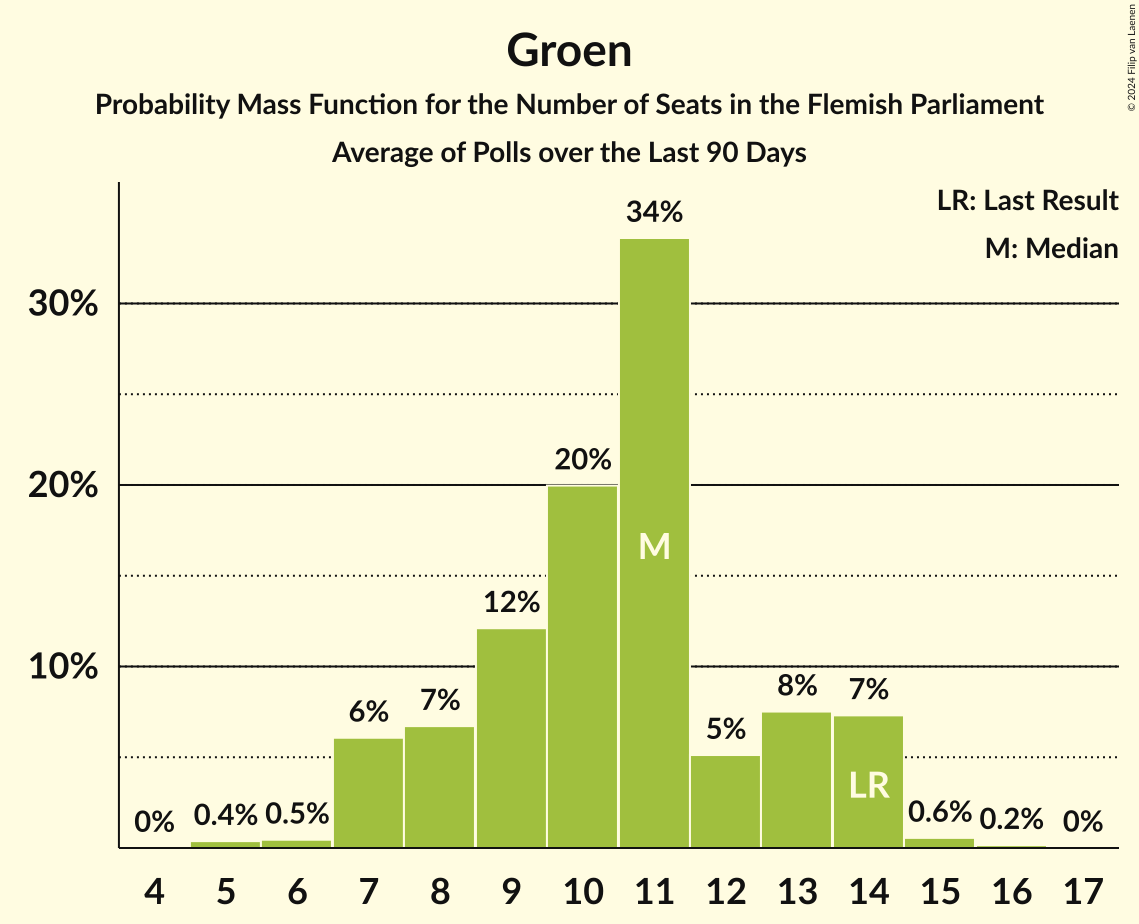 Groen
Probability Mass Function for the Number of Seats in the Flemish Parliament
Average of Polls over the Last 90 Days
© 2024 Filip van Laenen
LR: Last Result
M: Median
30%
20%
10%
0%
0.4%
0.5%
6%
7%
12%
20%
34%
5%
8%
7%
0.6%
0.2%
0%
M
LR
4 5 6 7 8 9 10 11 12 13 14 15 16 17